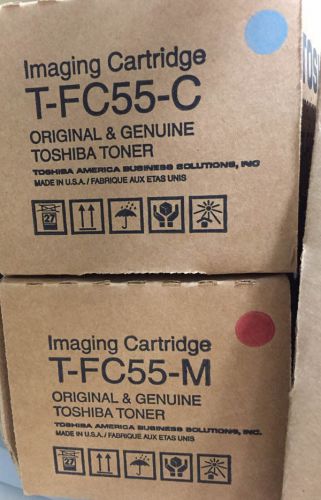 Imaging Cartridge
T-FC55-C
ORIGINAL & GENUINE
TOSHIBA TONER
TOSHIBA AMERICA BUSINESS SOLUTIONS, INC
MADE IN U.S.A. / FABRIQUE AUX ETAS UNIS
27
TOS
Imaging Cartridge
T-FC55-M
ORIGINAL & GENUINE
TOSHIBA TONER
TOSHIBA AMERICA BUSINESS SOLUTIONS, INC.
MADE IN U.S.A. / FABRIQUE AUX ETAS UNIS
27